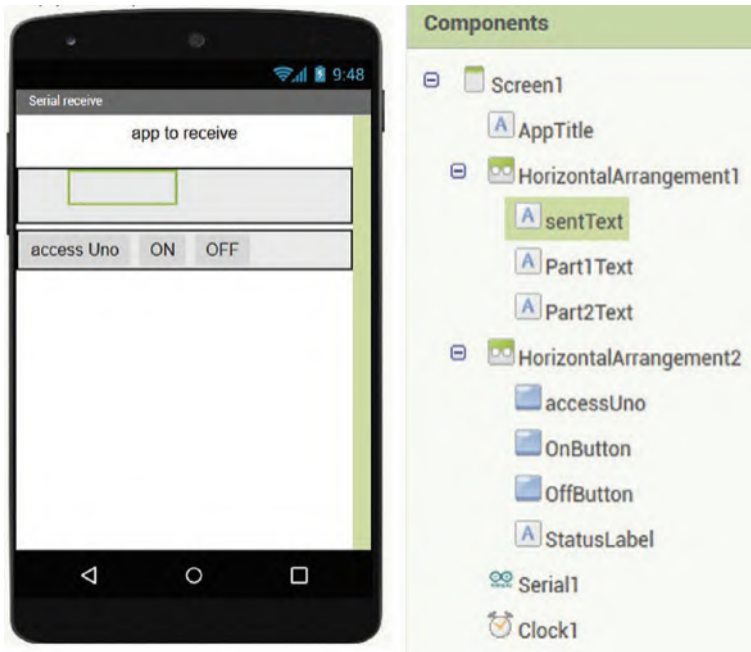 9:48
Serial receive
app to receive
access Uno ON OFF
Components
Screen1
AppTitle
HorizontalArrangement1
sentText
Part1Text
Part2Text
HorizontalArrangement2
accessUno
OnButton
OffButton
StatusLabel
Serial1
Clock1